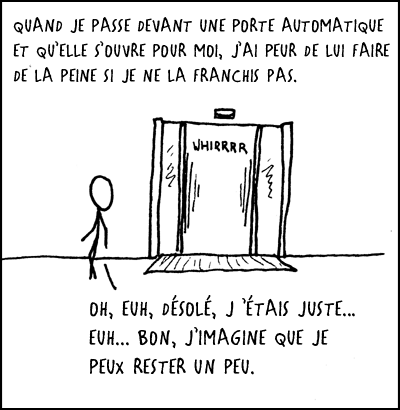 QUAND JE PASSE DEVANT UNE PORTE AUTOMATIQUE
ET QU'ELLE S'OUVRE POUR MOI, J'AI PEUR DE LUI FAIRE
DE LA PEINE SI JE NE LA FRANCHIS PAS.
WHIRRRR
OH, EUH, DÉSOLÉ, J 'ÉTAIS JUSTE...
EUH... BON, J'IMAGINE QUE JE
PEUX RESTER UN PEU.